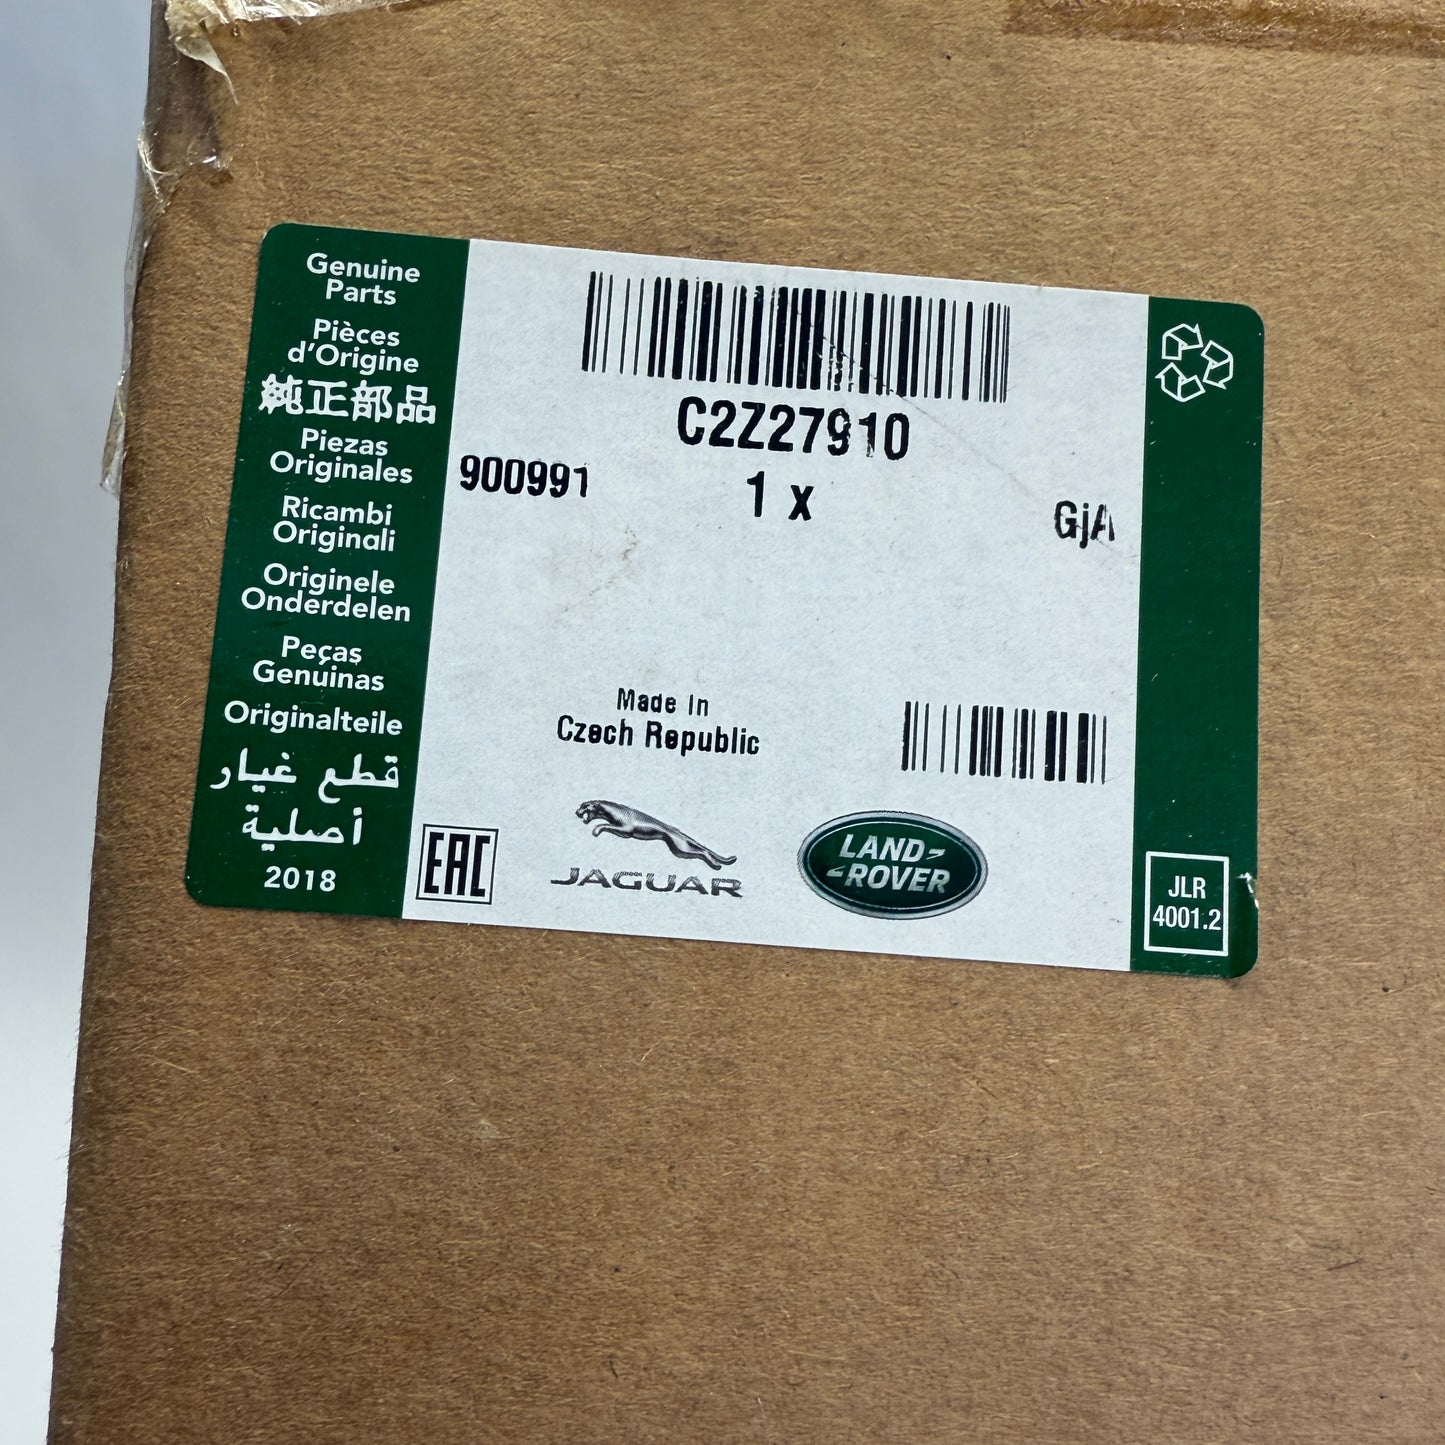 Genuine
Parts
Pièces
d'Origine
純正部品
Piezas
Originales
Ricambi
Originali
Originele
Onderdelen
Peças
Genuinas
Originalteile
قطع غيار
أصلية
2018
C2Z27910
900991
1 x
GjA
Made In
Czech Republic
EAC
JAGUAR
LAND-
-ROVER
JLR
4001.2